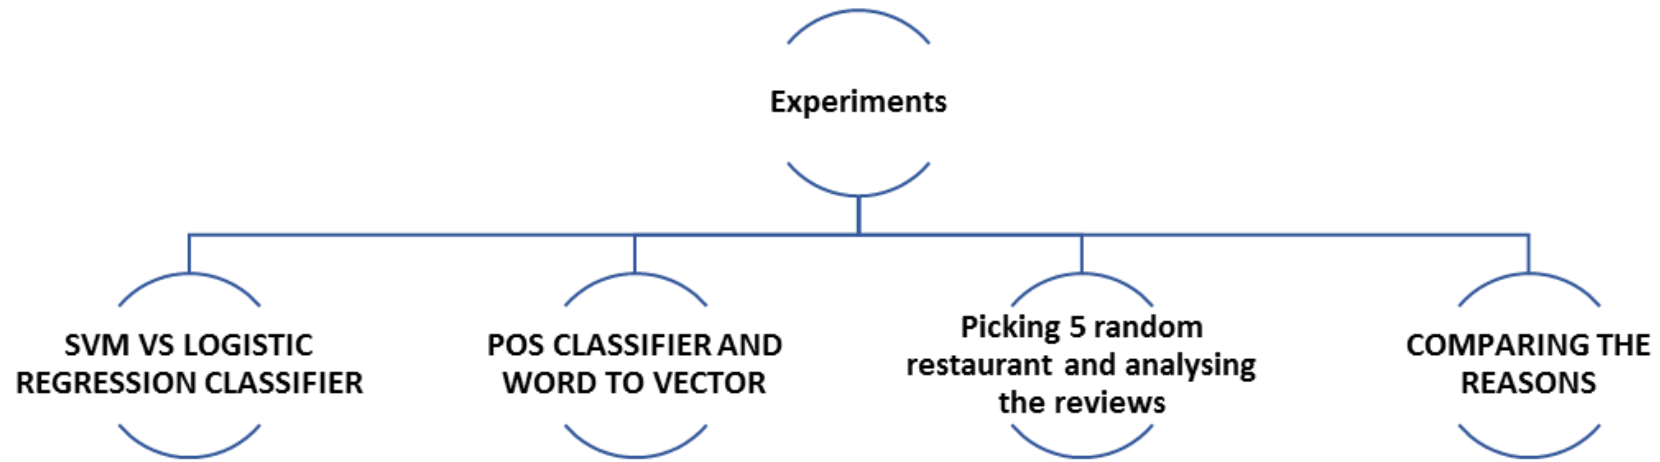 Experiments
SVM VS LOGISTIC
REGRESSION CLASSIFIER
POS CLASSIFIER AND
WORD TO VECTOR
Picking 5 random
restaurant and analysing
the reviews
COMPARING THE
REASONS